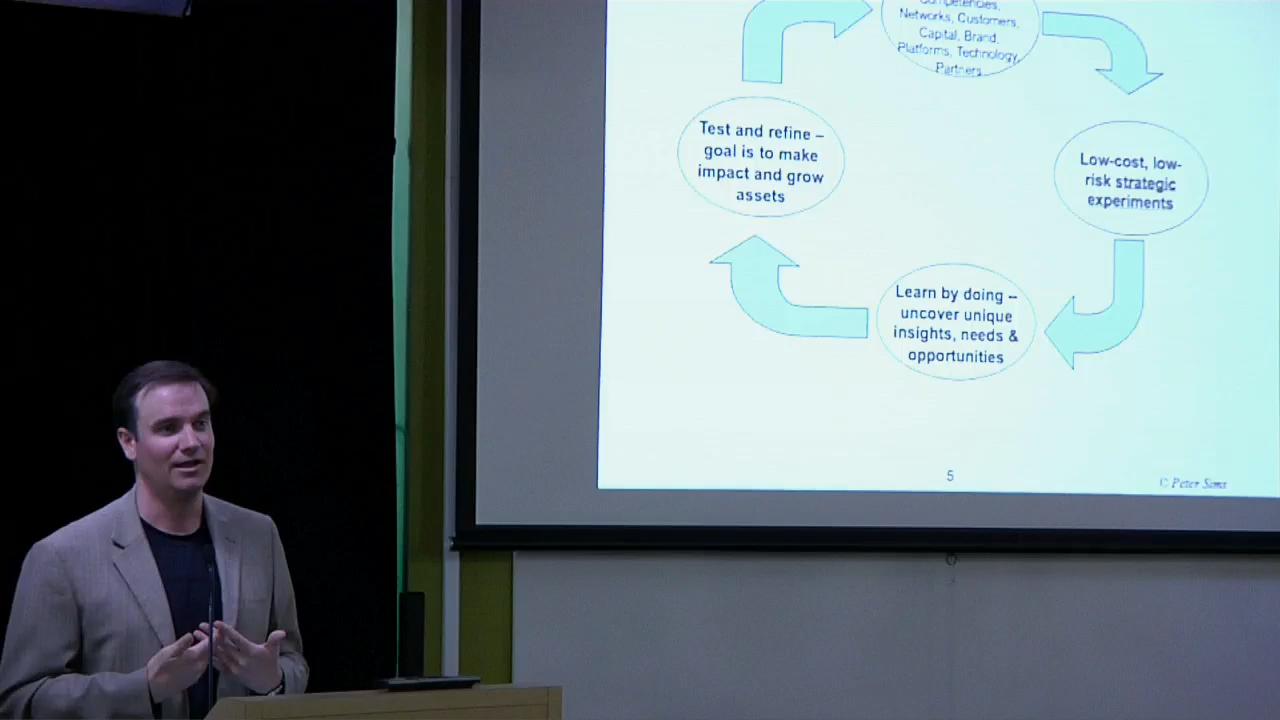 Competencies,
Networks, Customers,
Capital, Brand,
Platforms, Technology,
Partners
Test and refine –
goal is to make
impact and grow
assets
Low-cost, low-
risk strategic
experiments
Learn by doing –
uncover unique
insights, needs &
opportunities
5
© Peter Sims